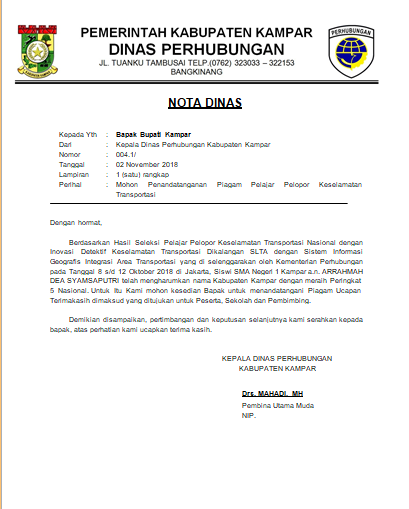 PEMERINTAH KABUPATEN KAMPAR
DINAS PERHUBUNGAN
JL. TUANKU TAMBUSAI TELP.(0762) 323033 – 322153
BANGKINANG
PERHUBUNGAN
NOTA DINAS
Kepada Yth : Bapak Bupati Kampar
Dari : Kepala Dinas Perhubungan Kabupaten Kampar
Nomor : 004.1/
Tanggal : 02 November 2018
Lampiran : 1 (satu) rangkap
Perihal : Mohon Penandatanganan Piagam Pelajar Pelopor Keselamatan
Transportasi
Dengan hormat,
Berdasarkan Hasil Seleksi Pelajar Pelopor Keselamatan Transportasi Nasional dengan
Inovasi Detektif Keselamatan Transportasi Dikalangan SLTA dengan Sistem Informasi
Geografis Integrasi Area Transportasi yang di selenggarakan oleh Kementerian Perhubungan
pada Tanggal 8 s/d 12 Oktober 2018 di Jakarta, Siswi SMA Negeri 1 Kampar a.n. ARRAHMAH
DEA SYAMSAPUTRI telah mengharumkan nama Kabupaten Kampar dengan meraih Peringkat
5 Nasional. Untuk Itu Kami mohon kesedian Bapak untuk menandatangani Piagam Ucapan
Terimakasih dimaksud yang ditujukan untuk Peserta, Sekolah dan Pembimbing.
Demikian disampaikan, pertimbangan dan keputusan selanjutnya kami serahkan kepada
bapak, atas perhatian kami ucapkan terima kasih.
KEPALA DINAS PERHUBUNGAN
KABUPATEN KAMPAR
Drs. MAHADI, MH
Pembina Utama Muda
NIP.